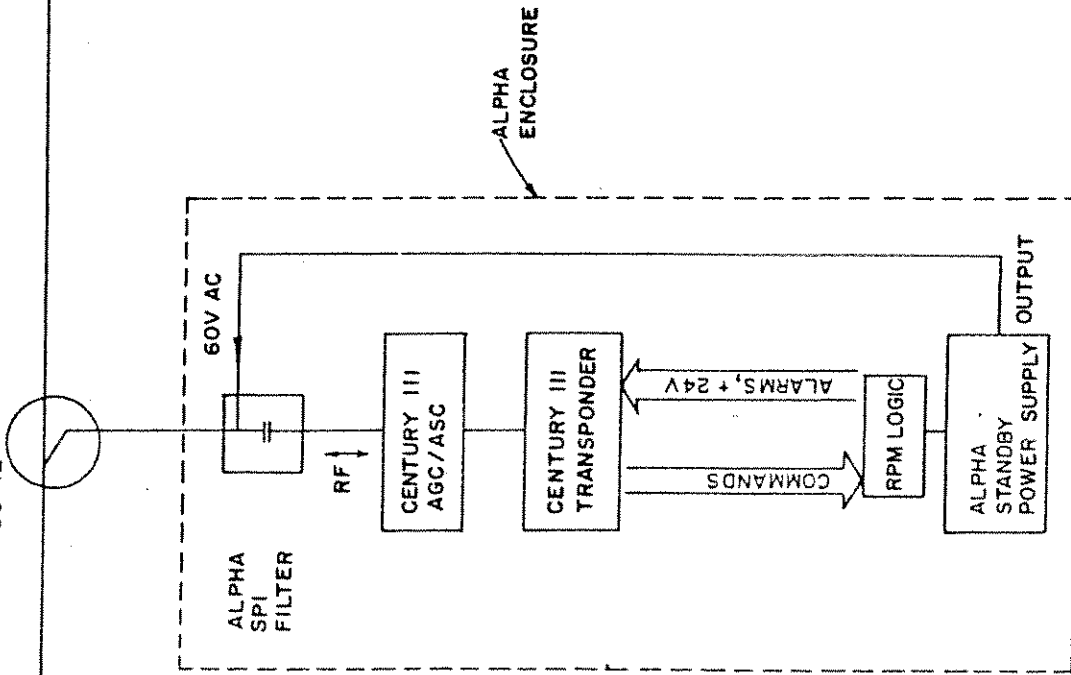 ALPHA
ENCLOSURE
60V AC
ALPHA
SPI
FILTER
RF
CENTURY III
AGC/ASC
CENTURY III
TRANSPONDER
COMMANDS
ALARMS, + 24V
RPM LOGIC
ALPHA
STANDBY
POWER SUPPLY
OUTPUT